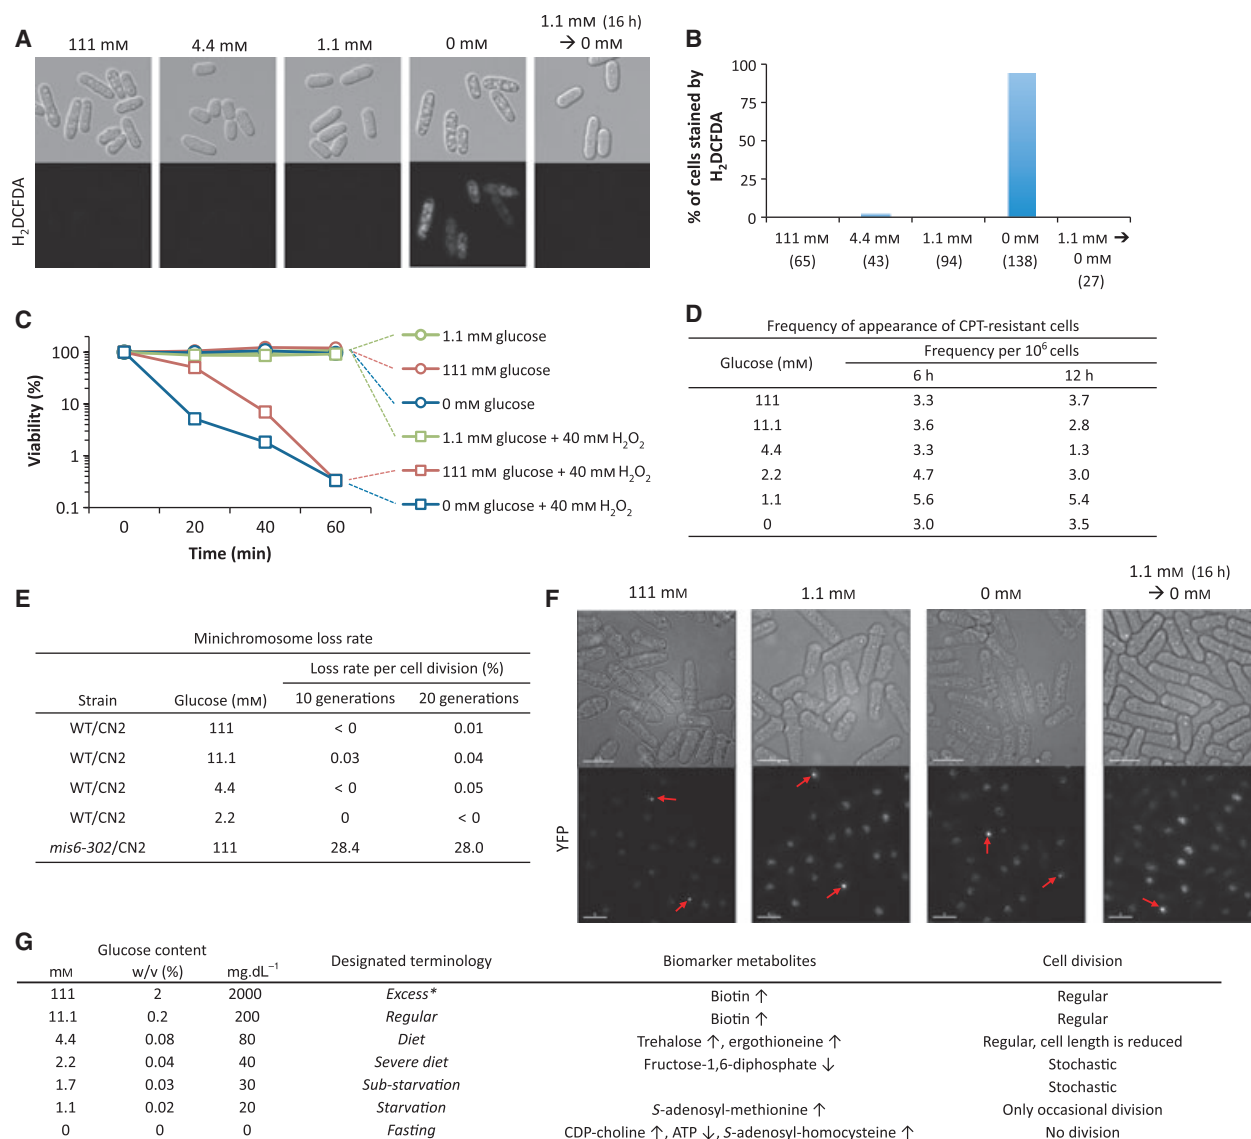 A
111 mM
4.4 mM
1.1 mM
0 mM
1.1 mM (16 h)
→ 0 mM
H2DCFDA
B
% of cells stained by
H2DCFDA
100
75
50
25
0
111 mM
(65)
4.4 mM
(43)
1.1 mM
(94)
0 mM
(138)
1.1 mM →
0 mM
(27)
C
Viability (%)
100
10
1
0.1
0
20
40
60
Time (min)
1.1 mM glucose
111 mM glucose
0 mM glucose
1.1 mM glucose + 40 mM H2O2
111 mM glucose + 40 mM H2O2
0 mM glucose + 40 mM H2O2
D
Frequency of appearance of CPT-resistant cells
Glucose (mM) Frequency per 10⁶ cells
6 h 12 h
111 3.3 3.7
11.1 3.6 2.8
4.4 3.3 1.3
2.2 4.7 3.0
1.1 5.6 5.4
0 3.0 3.5
E
Minichromosome loss rate
Loss rate per cell division (%)
Strain Glucose (mM) 10 generations 20 generations
WT/CN2 111 < 0 0.01
WT/CN2 11.1 0.03 0.04
WT/CN2 4.4 < 0 0.05
WT/CN2 2.2 0 < 0
mis6-302/CN2 111 28.4 28.0
F
111 mM
1.1 mM
0 mM
1.1 mM (16 h)
→ 0 mM
YFP
G
Glucose content
mM w/v (%) mg.dL⁻¹ Designated terminology Biomarker metabolites Cell division
111 2 2000 Excess* Biotin ↑ Regular
11.1 0.2 200 Regular Biotin ↑ Regular
4.4 0.08 80 Diet Trehalose ↑, ergothioneine ↑ Regular, cell length is reduced
2.2 0.04 40 Severe diet Fructose-1,6-diphosphate ↓ Stochastic
1.7 0.03 30 Sub-starvation Stochastic
1.1 0.02 20 Starvation S-adenosyl-methionine ↑ Only occasional division
0 0 0 Fasting CDP-choline ↑, ATP ↓, S-adenosyl-homocysteine ↑ No division